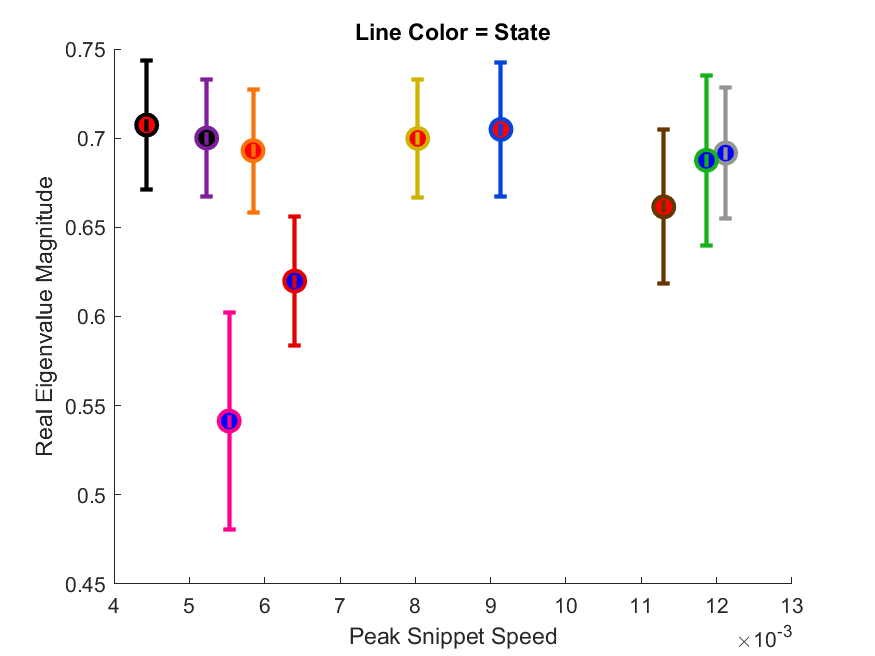 Line Color = State
0.75
0.7
0.65
0.6
0.55
0.5
0.45
Real Eigenvalue Magnitude
4 5 6 7 8 9 10 11 12 13
Peak Snippet Speed
×10-3